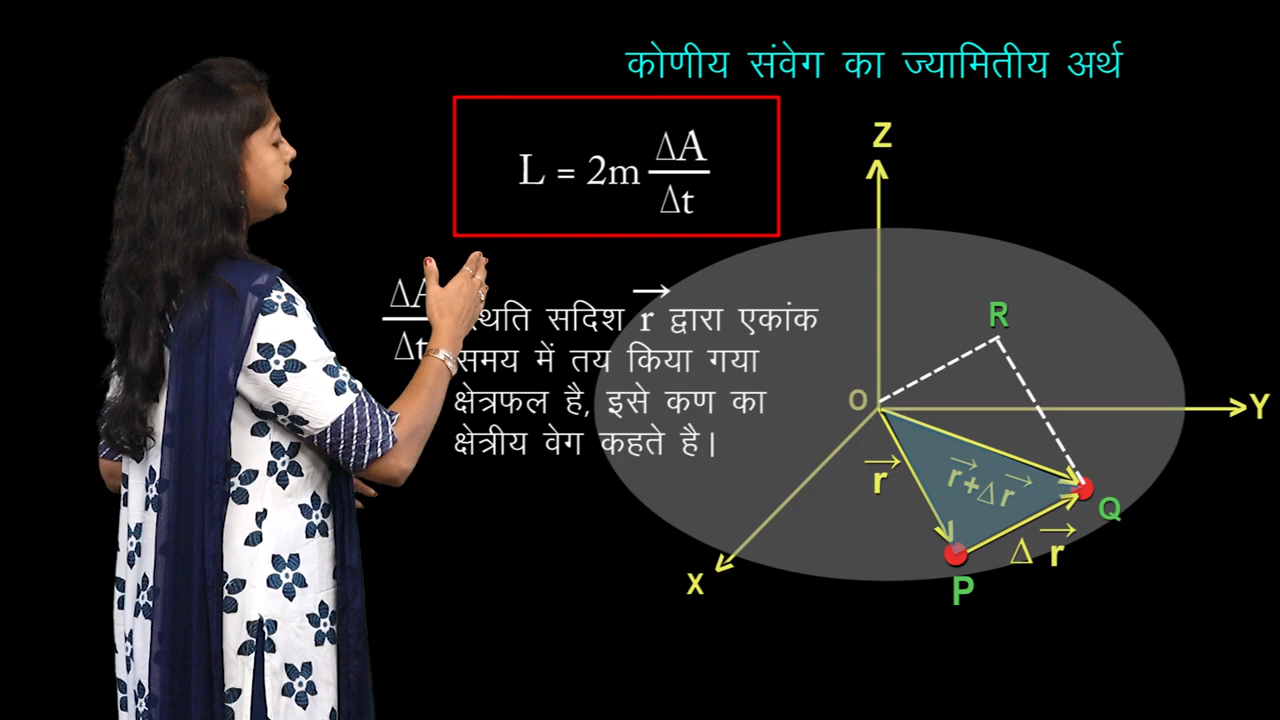 कोणीय संवेग का ज्यामितीय अर्थ
L = 2m ΔA/Δt
ΔA/Δt
सदिश r⃗ द्वारा एकांक
समय में तय किया गया
क्षेत्रफल है, इसे कण का
क्षेत्रीय वेग कहते है।
Z
R
O
Y
r⃗
r⃗+Δr⃗
Q
Δr⃗
X
P